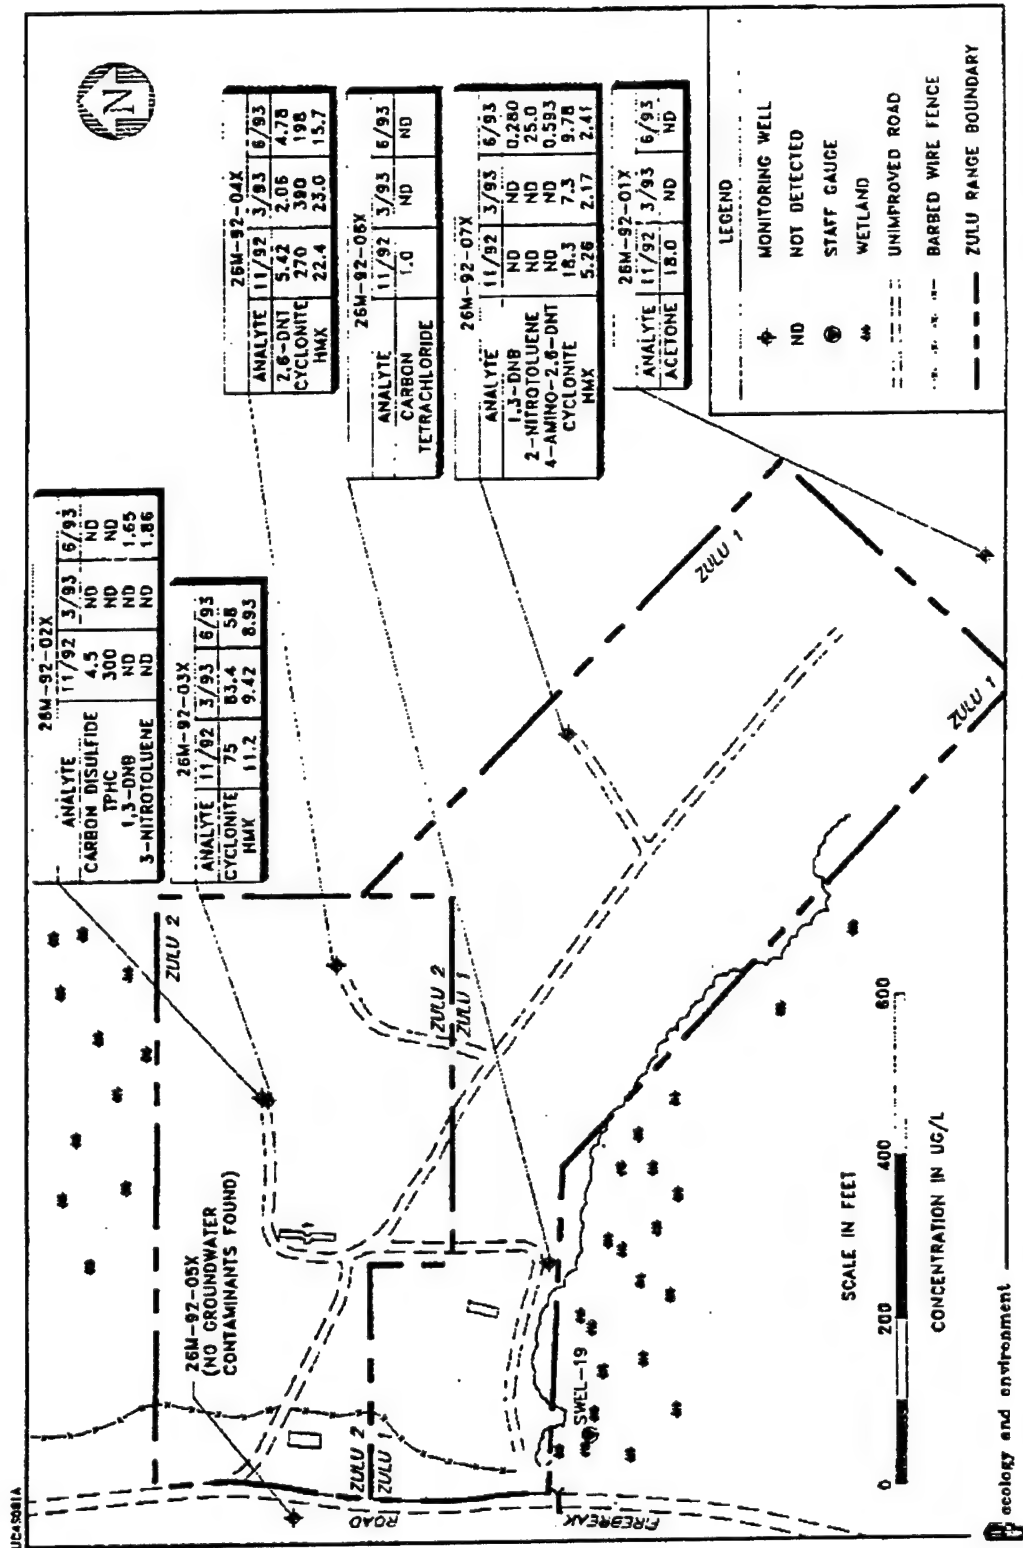 UC4S081A
26M-92-02X
ANALYTE 11/92 3/93 6/93
CARBON DISULFIDE 4.5 ND ND
TPHC 300 ND ND
1,3-DNB ND ND 1.65
3-NITROTOLUENE ND ND 1.86
26M-92-03X
ANALYTE 11/92 3/93 6/93
CYCLONITE 75 83.4 58
HMX 11.2 9.42 8.93
26M-92-04X
ANALYTE 11/92 3/93 6/93
2,6-DNT 5.42 2.06 4.78
CYCLONITE 270 390 198
HMX 22.4 23.0 15.7
ANALYTE 11/92 3/93 6/93
CARBON
TETRACHLORIDE 1.0 ND ND
26M-92-07X
ANALYTE 11/92 3/93 6/93
1,3-DNB ND ND 0.280
2-NITROTOLUENE ND ND 25.0
4-AMINO-2,6-DNT ND ND 0.593
CYCLONITE 18.3 7.3 9.78
HMX 5.26 2.17 2.41
26M-92-01X
ANALYTE 11/92 3/93 6/93
ACETONE 18.0 ND ND
N
26M-92-05X
(NO GROUNDWATER
CONTAMINANTS FOUND)
ZULU 2
ZULU 2
ZULU 1
ZULU 2
ZULU 1
ZULU 1
ZULU 1
SWEL-19
FIREBREAK
ROAD
LEGEND
MONITORING WELL
ND NOT DETECTED
STAFF GAUGE
WETLAND
UNIMPROVED ROAD
BARBED WIRE FENCE
ZULU RANGE BOUNDARY
SCALE IN FEET
0 200 400 600
CONCENTRATION IN UG/L
ecology and environment